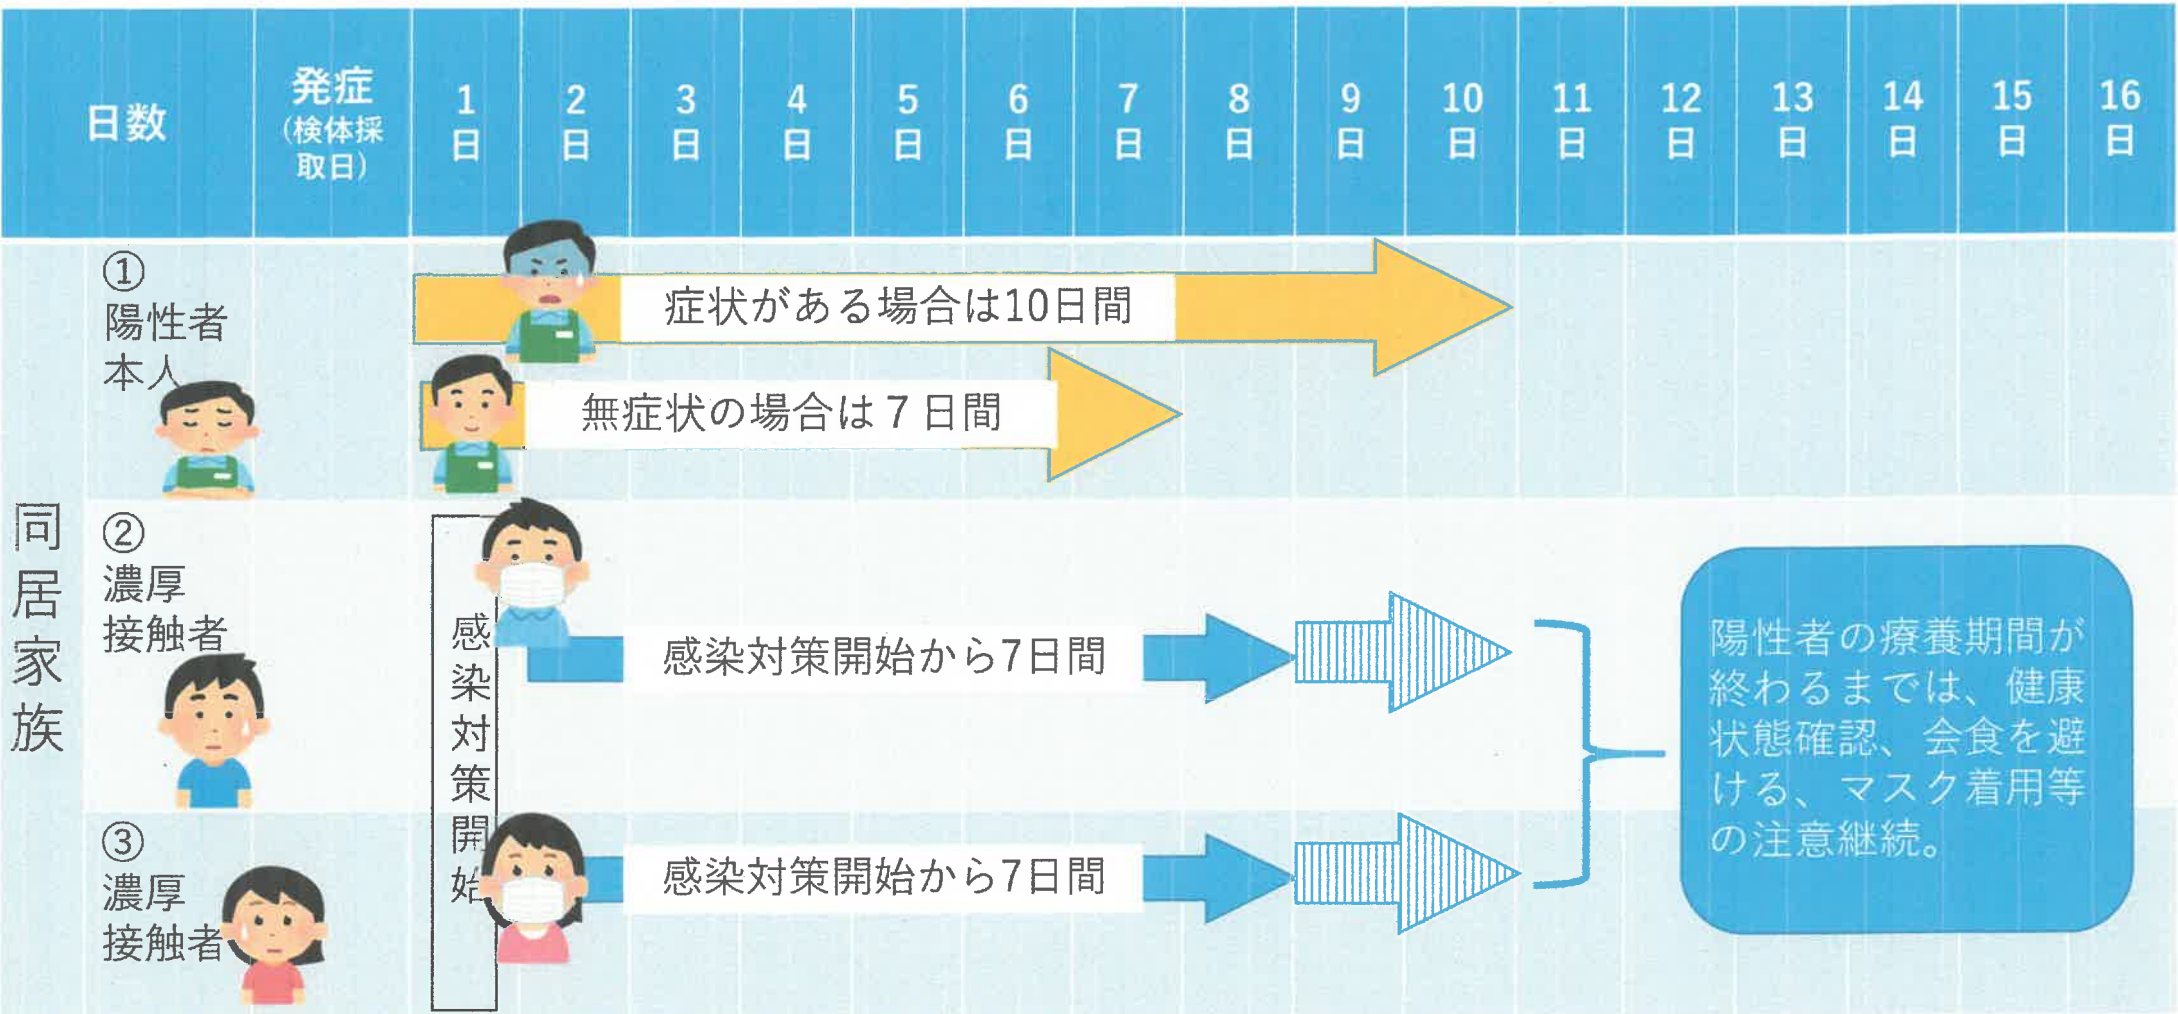 日数
発症
(検体採
取日)
1
日
2
日
3
日
4
日
5
日
6
日
7
日
8
日
9
日
10
日
11
日
12
日
13
日
14
日
15
日
16
日
同居家族
①
陽性者
本人
症状がある場合は10日間
無症状の場合は7日間
②
濃厚
接触者
感染対策開始
感染対策開始から7日間
③
濃厚
接触者
感染対策開始から7日間
陽性者の療養期間が
終わるまでは、健康
状態確認、会食を避
ける、マスク着用等
の注意継続。